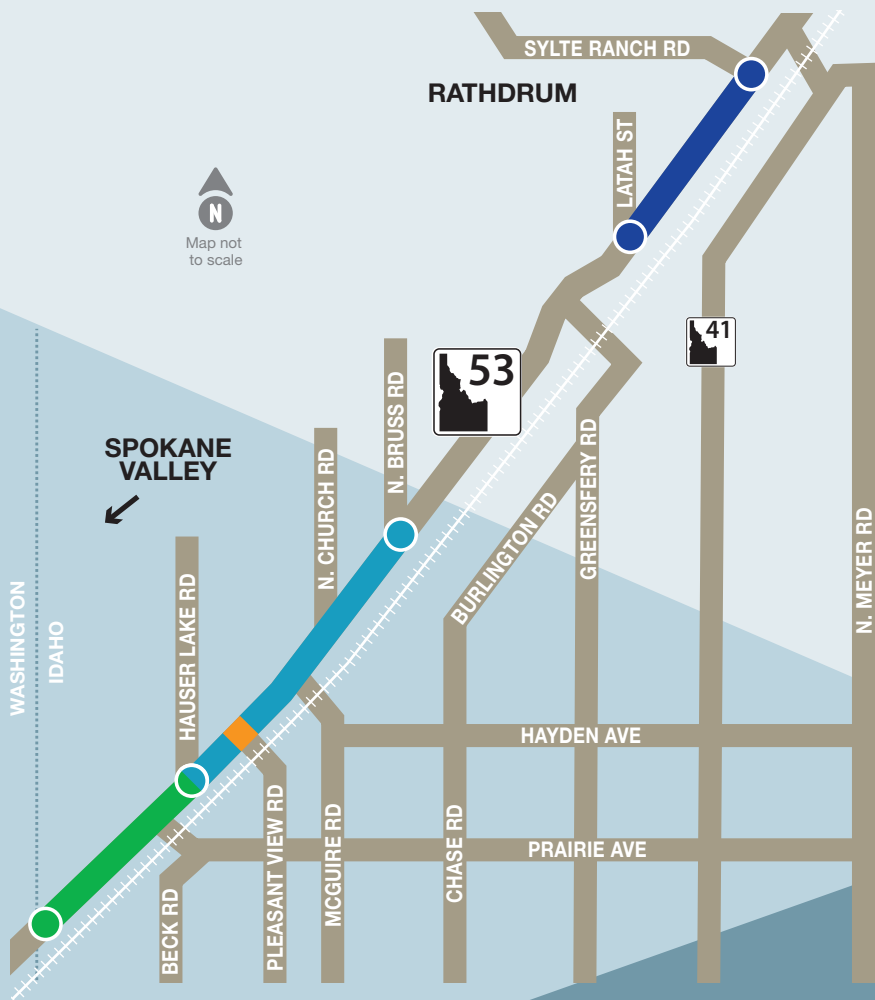 SYLTE RANCH RD
RATHDRUM
LATAH ST
N
Map not
to scale
41
53
N. BRUSS RD
SPOKANE
VALLEY
N. CHURCH RD
GREENSFERY RD
BURLINGTON RD
N. MEYER RD
HAUSER LAKE RD
WASHINGTON
IDAHO
HAYDEN AVE
PLEASANT VIEW RD
MCGUIRE RD
CHASE RD
PRAIRIE AVE
BECK RD